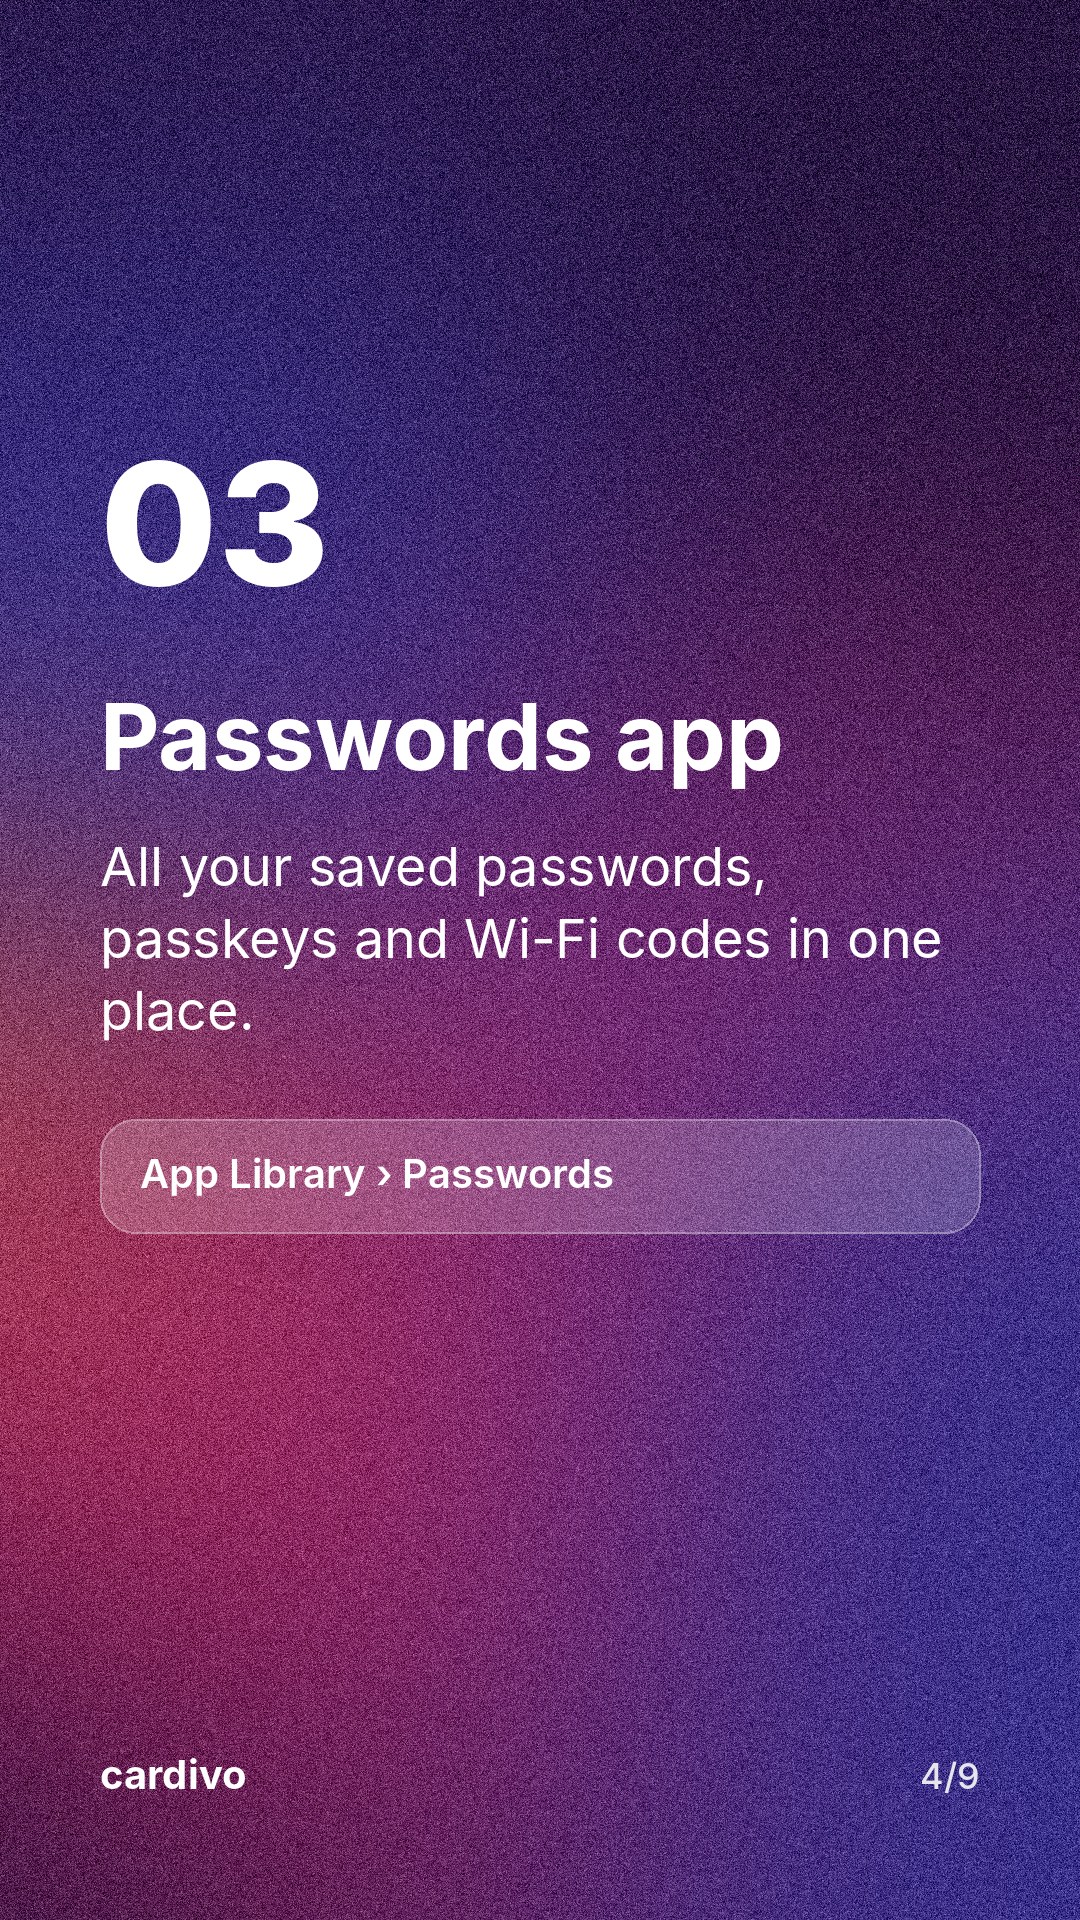 03
Passwords app
All your saved passwords,
passkeys and Wi-Fi codes in one
place.
App Library › Passwords
cardivo
4/9